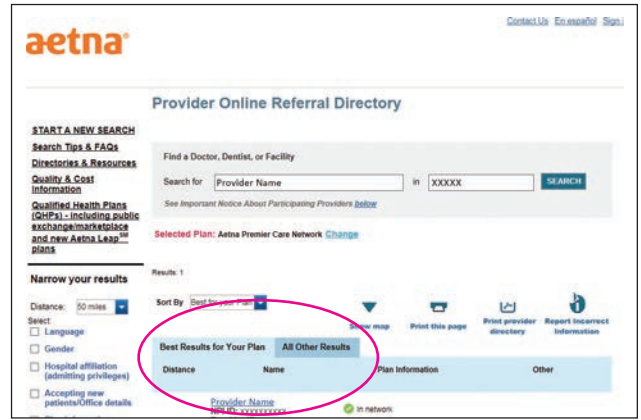 Contact Us En español Sign
aetna
Provider Online Referral Directory
START A NEW SEARCH
Search Tips & FAQs
Directories & Resources
Quality & Cost
Information
Qualified Health Plans
(QHPs) - including public
exchange/marketplace
and new Aetna Leap℠
plans
Find a Doctor, Dentist, or Facility
Search for Provider Name in XXXXX SEARCH
See Important Notice About Participating Providers below
Selected Plan: Aetna Premier Care Network Change
Narrow your results
Distance: 50 miles
Select:
Language
Gender
Hospital affiliation
(admitting privileges)
Accepting new
patients/Office details
Results: 1
Sort By Best for your Plan
Show map Print this page Print provider directory Report Incorrect Information
Best Results for Your Plan All Other Results
Distance Name Plan Information Other
Provider Name
NPI ID: xxxxxxxxxx In network